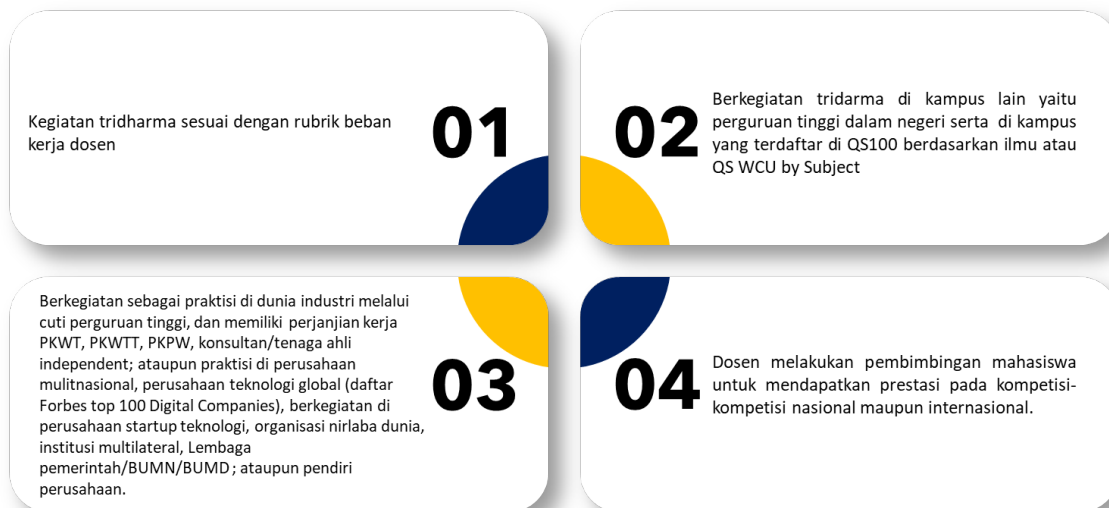 Kegiatan tridharma sesuai dengan rubrik beban
kerja dosen
01
02
Berkegiatan tridarma di kampus lain yaitu
perguruan tinggi dalam negeri serta di kampus
yang terdaftar di QS100 berdasarkan ilmu atau
QS WCU by Subject
Berkegiatan sebagai praktisi di dunia industri melalui
cuti perguruan tinggi, dan memiliki perjanjian kerja
PKWT, PKWTT, PKPW, konsultan/tenaga ahli
independent; ataupun praktisi di perusahaan
mulitnasional, perusahaan teknologi global (daftar
Forbes top 100 Digital Companies), berkegiatan di
perusahaan startup teknologi, organisasi nirlaba dunia,
institusi multilateral, Lembaga
pemerintah/BUMN/BUMD; ataupun pendiri
perusahaan.
03
04
Dosen melakukan pembimbingan mahasiswa
untuk mendapatkan prestasi pada kompetisi-
kompetisi nasional maupun internasional.